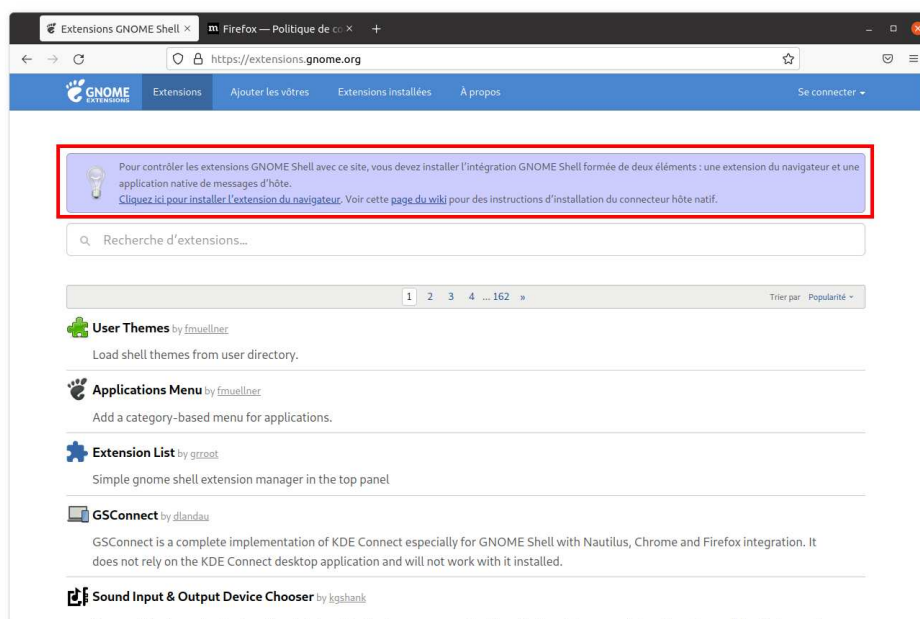 Extensions GNOME Shell ×
m Firefox — Politique de co ×
+
https://extensions.gnome.org
GNOME
EXTENSIONS
Extensions
Ajouter les vôtres
Extensions installées
À propos
Se connecter
Pour contrôler les extensions GNOME Shell avec ce site, vous devez installer l'intégration GNOME Shell formée de deux éléments : une extension du navigateur et une
application native de messages d'hôte.
Cliquez ici pour installer l'extension du navigateur. Voir cette page du wiki pour des instructions d'installation du connecteur hôte natif.
Recherche d'extensions...
1 2 3 4 ... 162 »
Trier par Popularité
User Themes by fmuellner
Load shell themes from user directory.
Applications Menu by fmuellner
Add a category-based menu for applications.
Extension List by grroot
Simple gnome shell extension manager in the top panel
GSConnect by dlandau
GSConnect is a complete implementation of KDE Connect especially for GNOME Shell with Nautilus, Chrome and Firefox integration. It
does not rely on the KDE Connect desktop application and will not work with it installed.
Sound Input & Output Device Chooser by kgshank